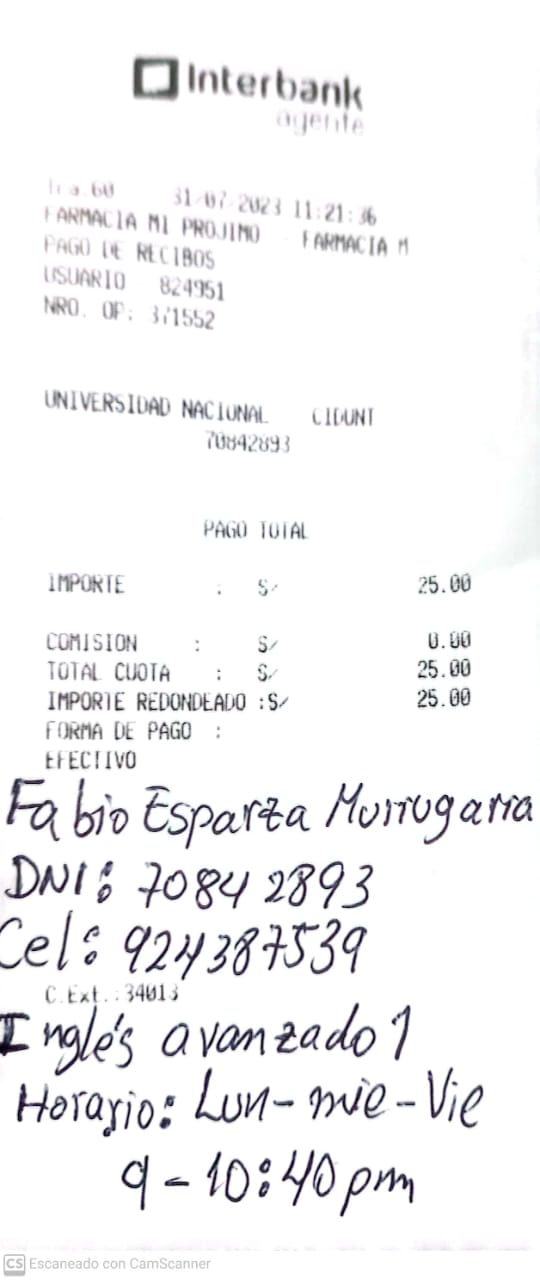 Interbank
agente
Tra.60 31-07-2023 11:21:36
FARMACIA MI PROJIMO - FARMACIA M
PAGO DE RECIBOS
USUARIO 824951
NRO. OP: 371552
UNIVERSIDAD NACIONAL CIDUNT
70842893
PAGO TOTAL
IMPORTE : S/ 25.00
COMISION : S/ 0.00
TOTAL CUOTA : S/ 25.00
IMPORTE REDONDEADO :S/ 25.00
FORMA DE PAGO :
EFECTIVO
Fabio Esparza Murrugarra
DNI: 70842893
Cel: 924387539
C.Ext.:34013
Inglés avanzado 1
Horario: Lun-mie-Vie
9-10:40pm
CS Escaneado con CamScanner